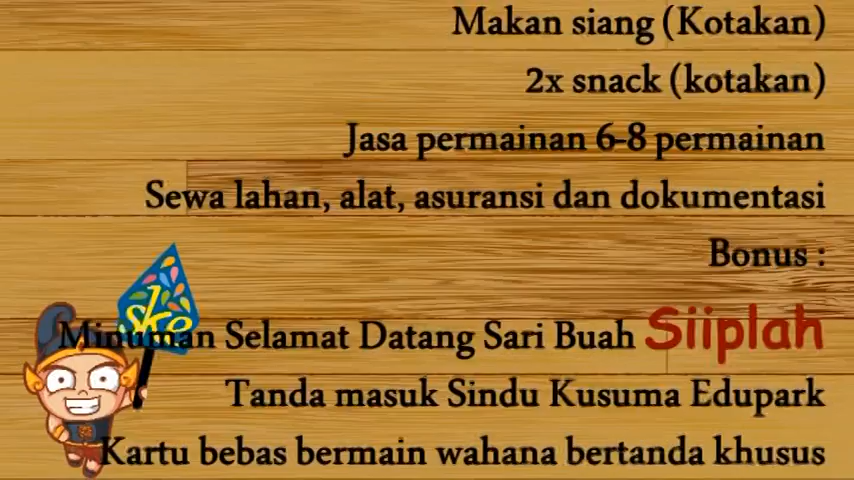 Makan siang (Kotakan)
2x snack (kotakan)
Jasa permainan 6-8 permainan
Sewa lahan, alat, asuransi dan dokumentasi
Bonus :
ske
Minuman Selamat Datang Sari Buah Siiplah
Tanda masuk Sindu Kusuma Edupark
Kartu bebas bermain wahana bertanda khusus